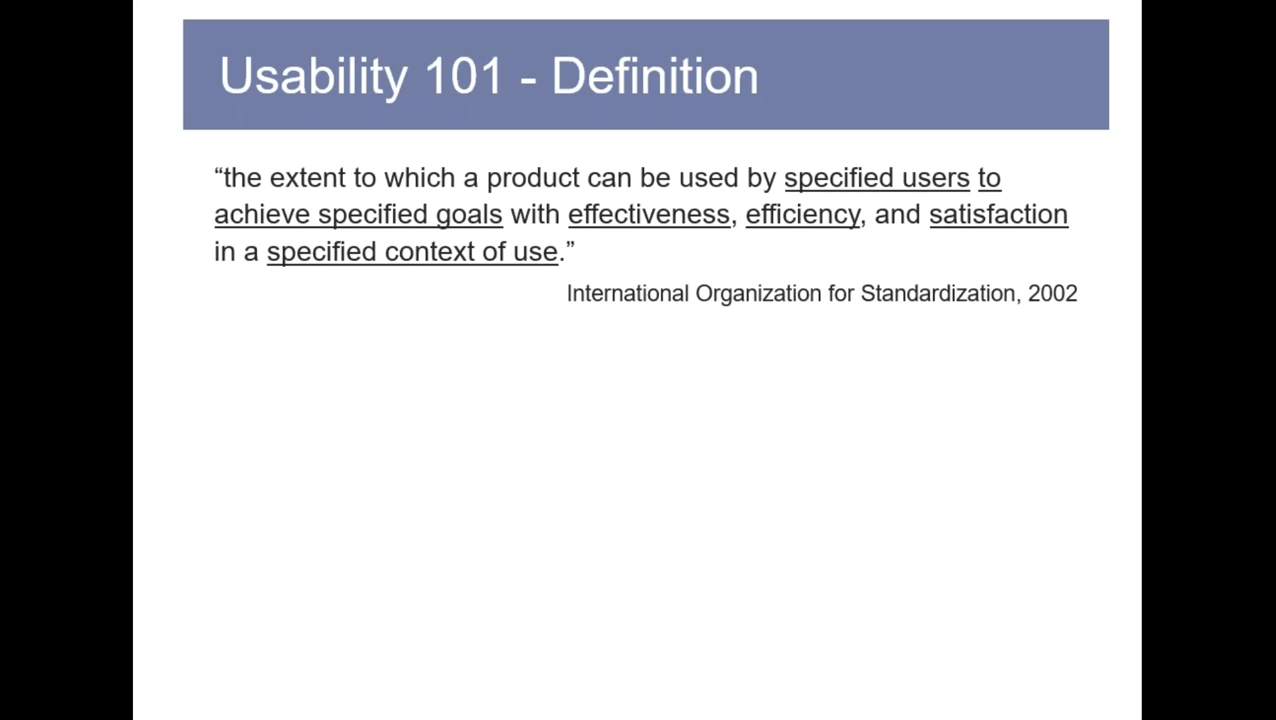 Usability 101 - Definition
“the extent to which a product can be used by specified users to
achieve specified goals with effectiveness, efficiency, and satisfaction
in a specified context of use.”
International Organization for Standardization, 2002